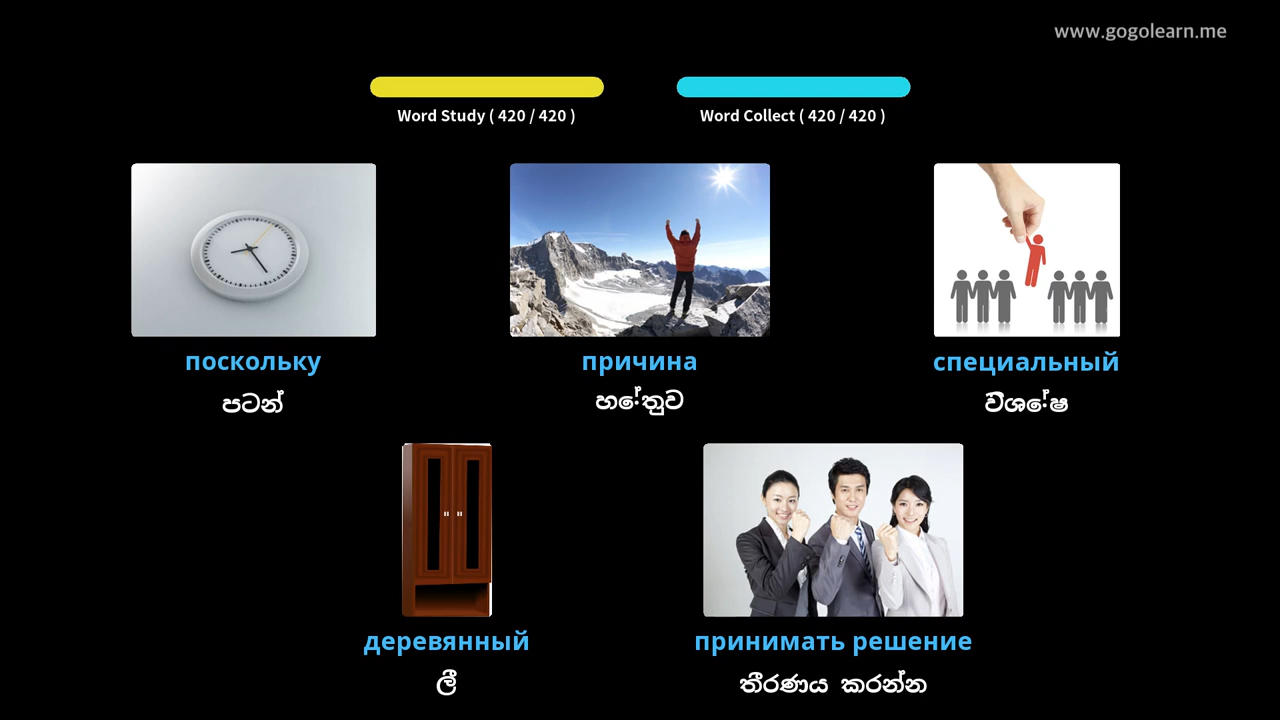 www.gogolearn.me
Word Study ( 420 / 420 )
Word Collect ( 420 / 420 )
поскольку
причина
специальный
පටන්
හේතුව
විශේෂ
деревянный
принимать решение
ලී
තීරණය කරන්න